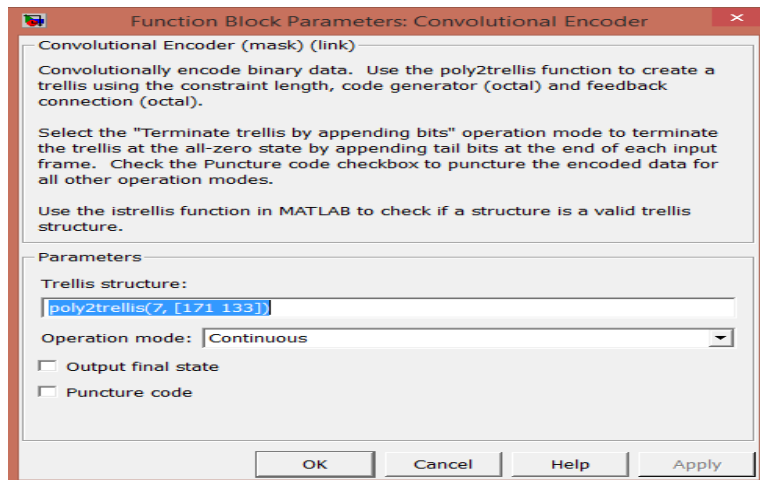 Function Block Parameters: Convolutional Encoder
Convolutional Encoder (mask) (link)
Convolutionally encode binary data.  Use the poly2trellis function to create a
trellis using the constraint length, code generator (octal) and feedback
connection (octal).
Select the "Terminate trellis by appending bits" operation mode to terminate
the trellis at the all-zero state by appending tail bits at the end of each input
frame.  Check the Puncture code checkbox to puncture the encoded data for
all other operation modes.
Use the istrellis function in MATLAB to check if a structure is a valid trellis
structure.
Parameters
Trellis structure:
poly2trellis(7, [171 133])
Operation mode: Continuous
Output final state
Puncture code
OK Cancel Help Apply